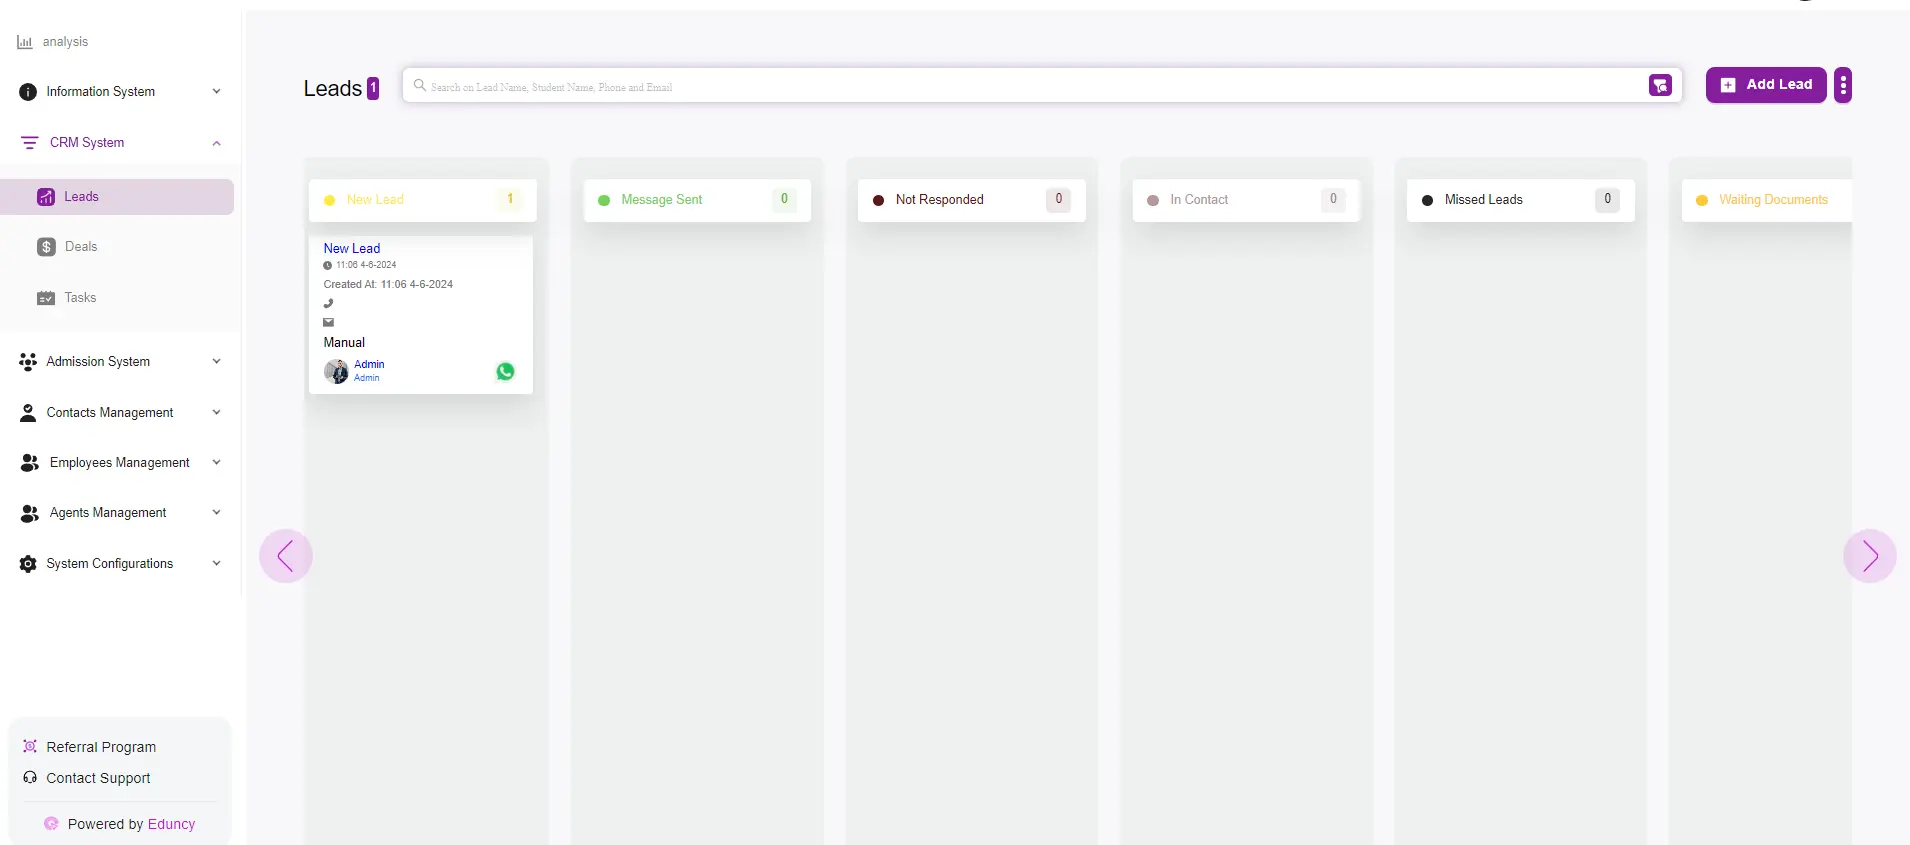 analysis
Information System
CRM System
Leads
Deals
Tasks
Admission System
Contacts Management
Employees Management
Agents Management
System Configurations
Referral Program
Contact Support
Powered by Eduncy
Leads 1
Search on Lead Name, Student Name, Phone and Email
Add Lead
New Lead 1
New Lead
11:06 4-6-2024
Created At: 11:06 4-6-2024
Manual
Admin
Admin
Message Sent 0
Not Responded 0
In Contact 0
Missed Leads 0
Waiting Documents